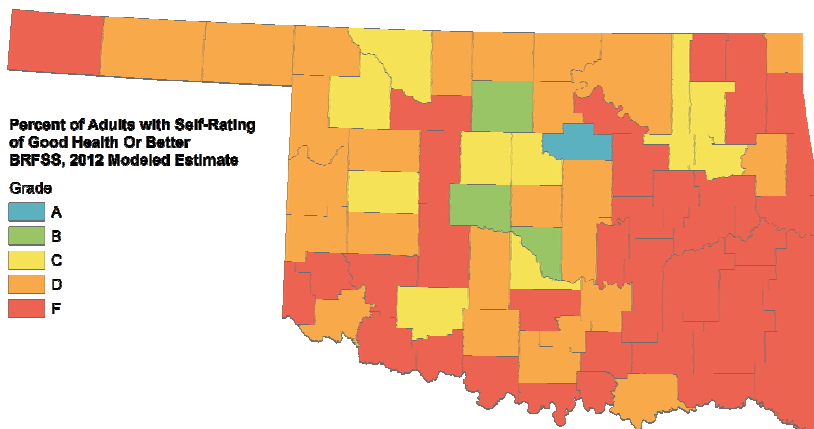 Percent of Adults with Self-Rating
of Good Health Or Better
BRFSS, 2012 Modeled Estimate
Grade
A
B
C
D
F